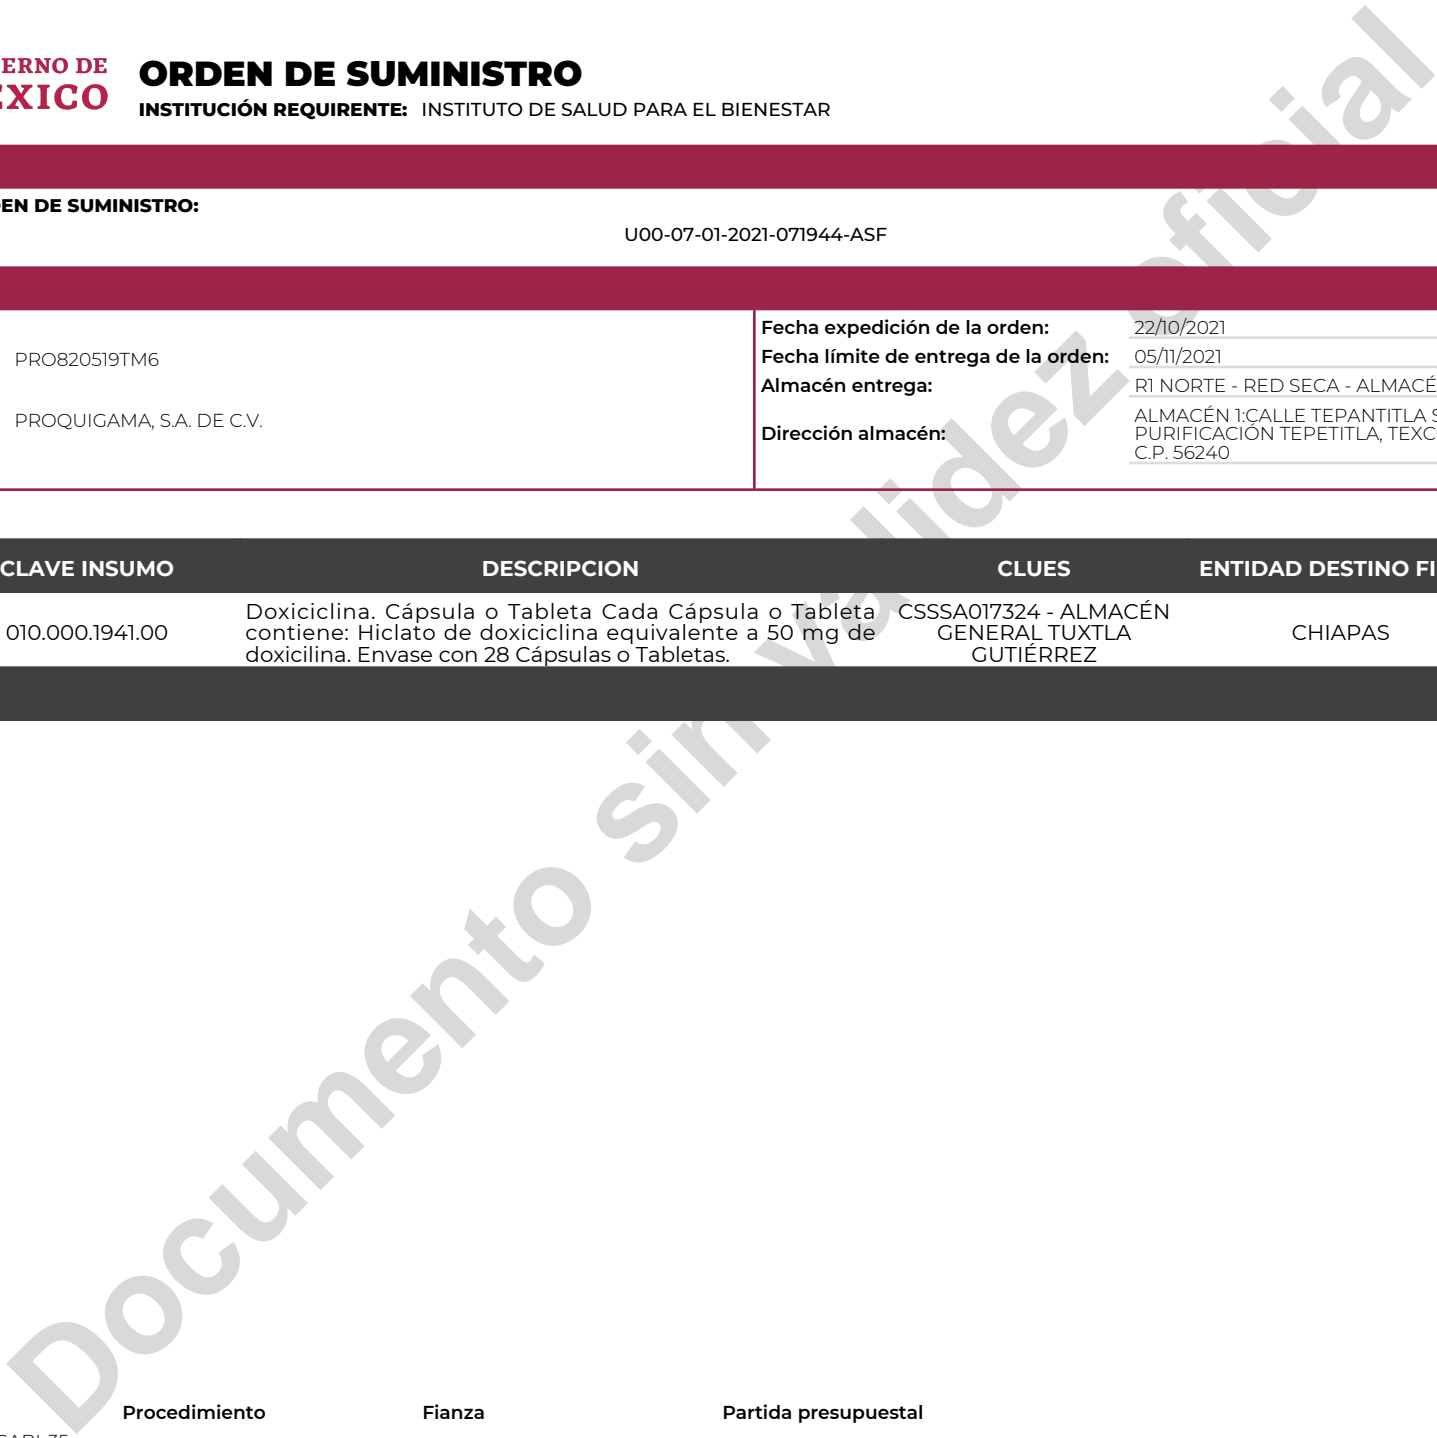 ERNO DE
ORDEN DE SUMINISTRO
EXICO
INSTITUCIÓN REQUIRENTE: INSTITUTO DE SALUD PARA EL BIENESTAR
EN DE SUMINISTRO:
U00-07-01-2021-071944-ASF
PRO820519TM6
PROQUIGAMA, S.A. DE C.V.
Fecha expedición de la orden: 22/10/2021
Fecha límite de entrega de la orden: 05/11/2021
Almacén entrega: R1 NORTE - RED SECA - ALMACÉ
Dirección almacén:
ALMACÉN 1:CALLE TEPANTITLA S
PURIFICACIÓN TEPETITLA, TEXC
C.P. 56240
CLAVE INSUMO DESCRIPCION CLUES ENTIDAD DESTINO FI
010.000.1941.00
Doxiciclina. Cápsula o Tableta Cada Cápsula o Tableta
contiene: Hiclato de doxiciclina equivalente a 50 mg de
doxicilina. Envase con 28 Cápsulas o Tabletas.
CSSSA017324 - ALMACÉN
GENERAL TUXTLA
GUTIÉRREZ
CHIAPAS
Documento sin validez oficial
Procedimiento Fianza Partida presupuestal